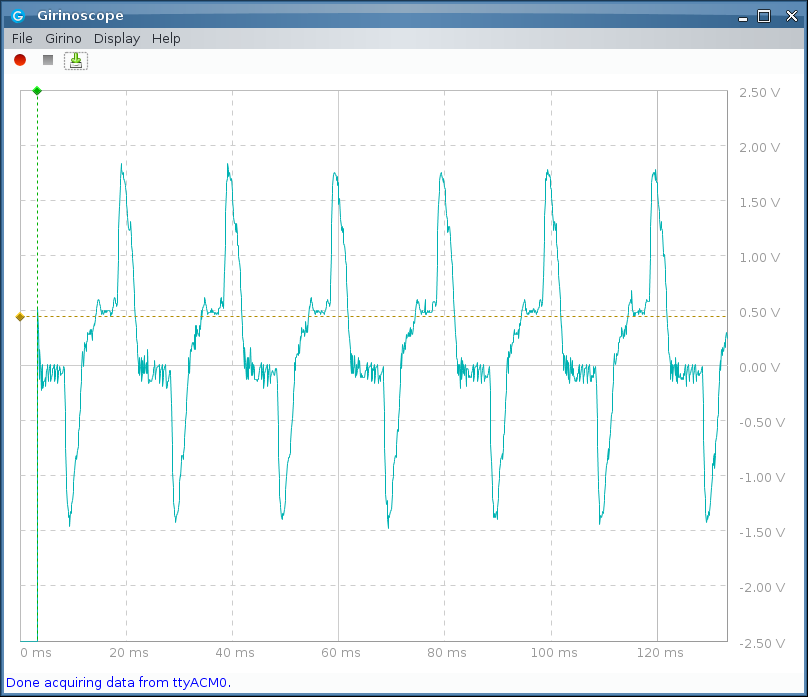 Girinoscope
File Girino Display Help
2.50 V
2.00 V
1.50 V
1.00 V
0.50 V
0.00 V
-0.50 V
-1.00 V
-1.50 V
-2.00 V
-2.50 V
0 ms 20 ms 40 ms 60 ms 80 ms 100 ms 120 ms
Done acquiring data from ttyACM0.